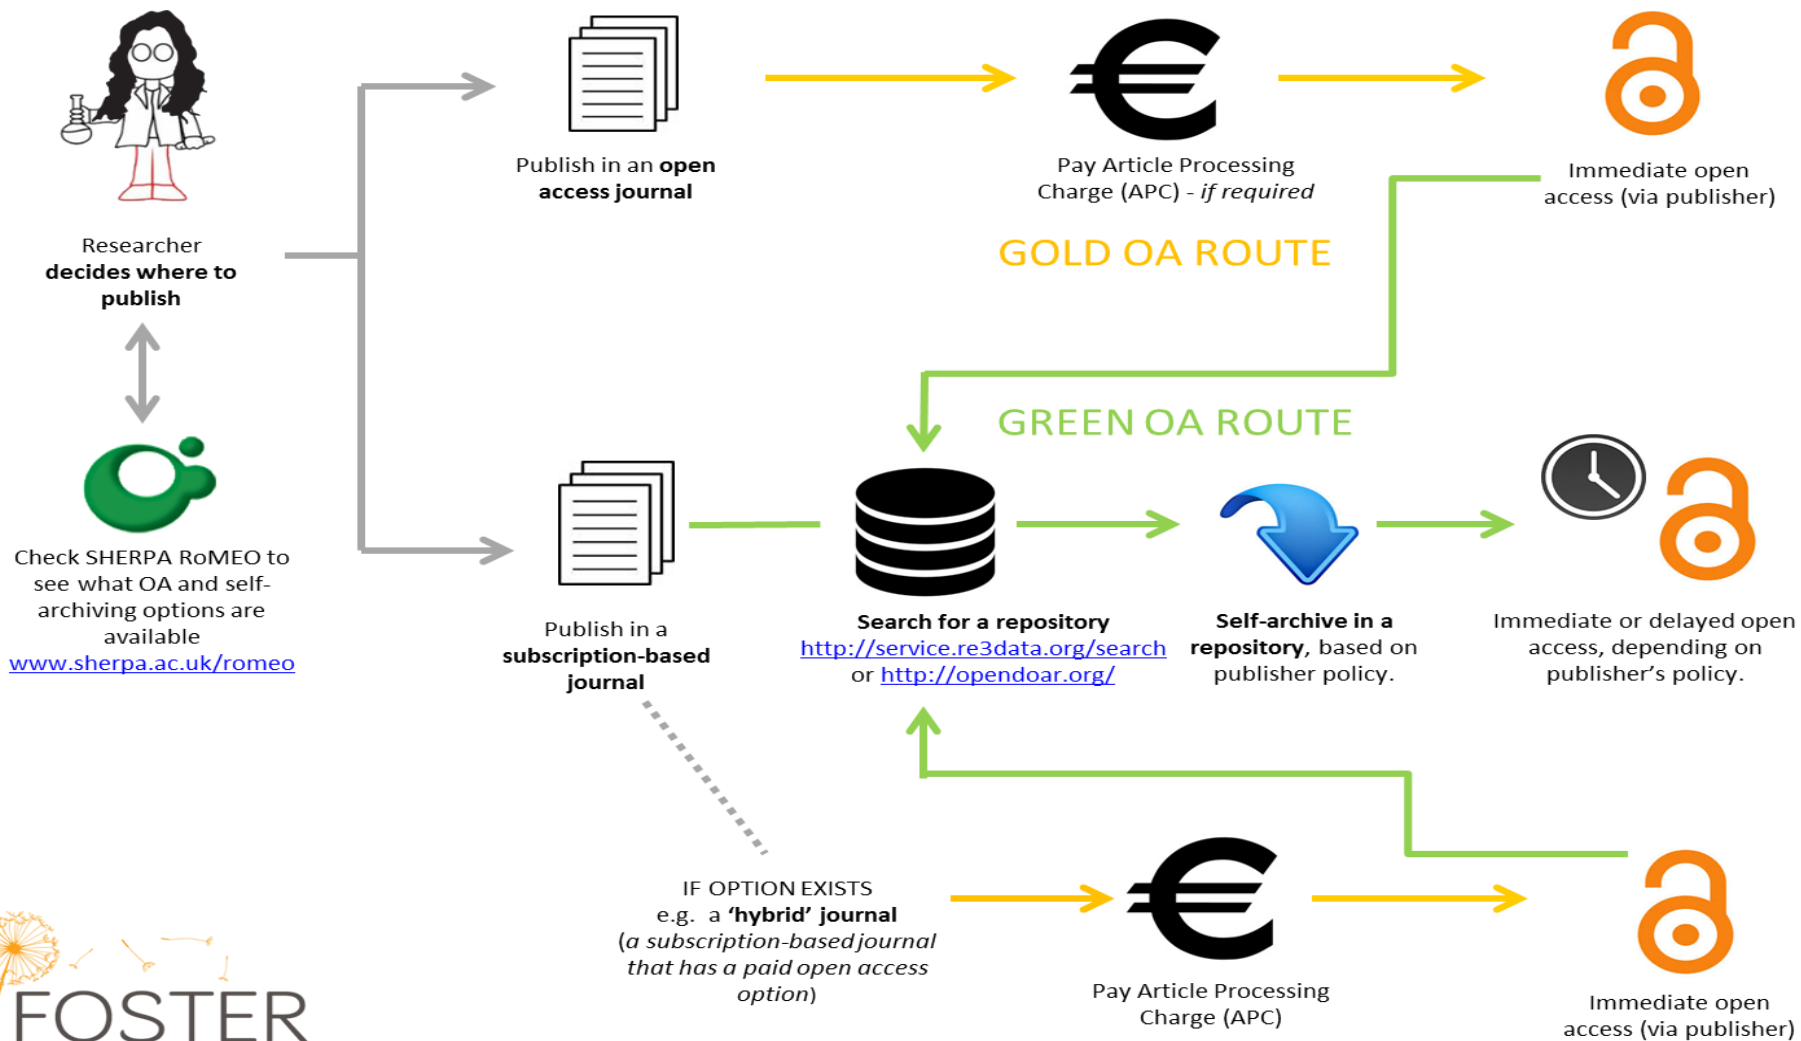 Researcher
decides where to
publish
Check SHERPA RoMEO to
see what OA and self-
archiving options are
available
www.sherpa.ac.uk/romeo
Publish in an open
access journal
Pay Article Processing
Charge (APC) - if required
Immediate open
access (via publisher)
GOLD OA ROUTE
GREEN OA ROUTE
Publish in a
subscription-based
journal
Search for a repository
http://service.re3data.org/search
or http://opendoar.org/
Self-archive in a
repository, based on
publisher policy.
Immediate or delayed open
access, depending on
publisher’s policy.
IF OPTION EXISTS
e.g. a ‘hybrid’ journal
(a subscription-based journal
that has a paid open access
option)
Pay Article Processing
Charge (APC)
Immediate open
access (via publisher)
FOSTER